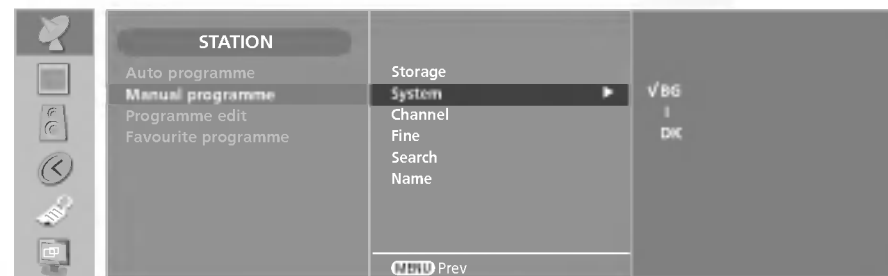 STATION
Auto programme
Manual programme
Programme edit
Favourite programme
Storage
System
Channel
Fine
Search
Name
√ BG
I
DK
MENU Prev